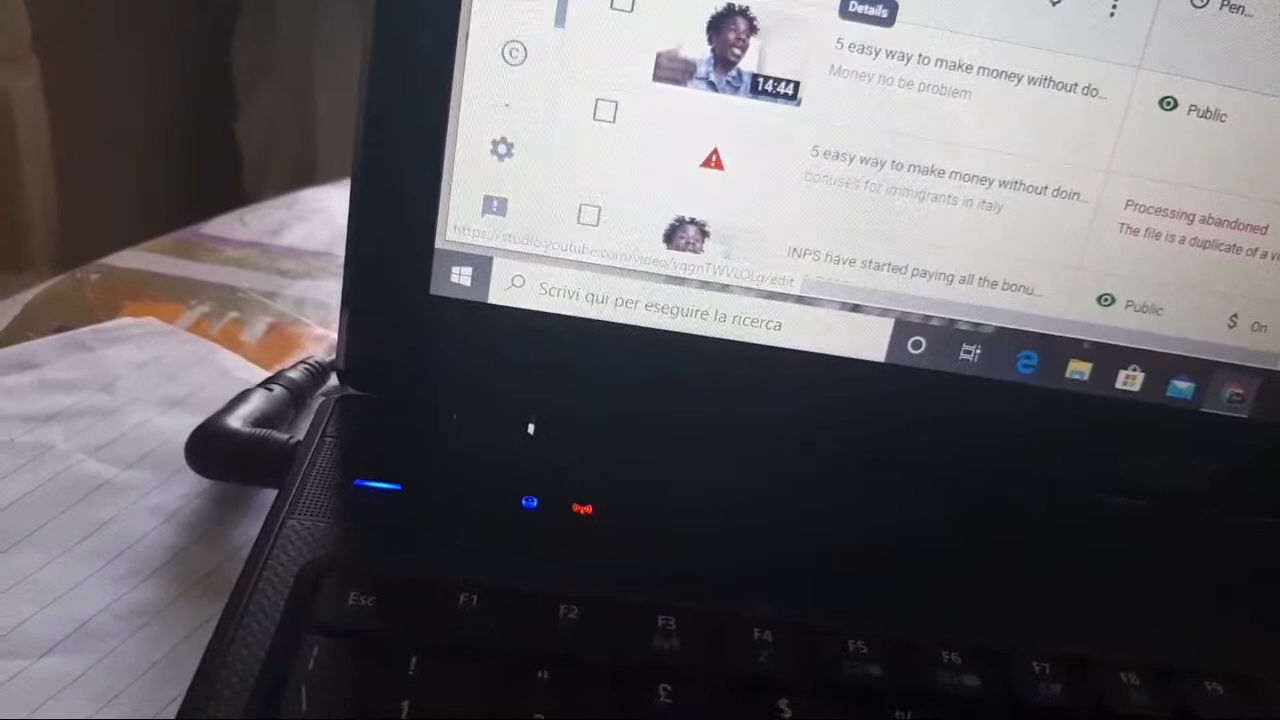 Details
Pen...
5 easy way to make money without do...
Money no be problem
14:44
Public
5 easy way to make money without doin...
bonuses for immigrants in italy
Processing abandoned
The file is a duplicate of a
INPS have started paying all the bonu...
Public
$ On
Scrivi qui per eseguire la ricerca
Esc
F1
F2
F3
F4
F5
F6
F7
F8
F9
!
"
£
$